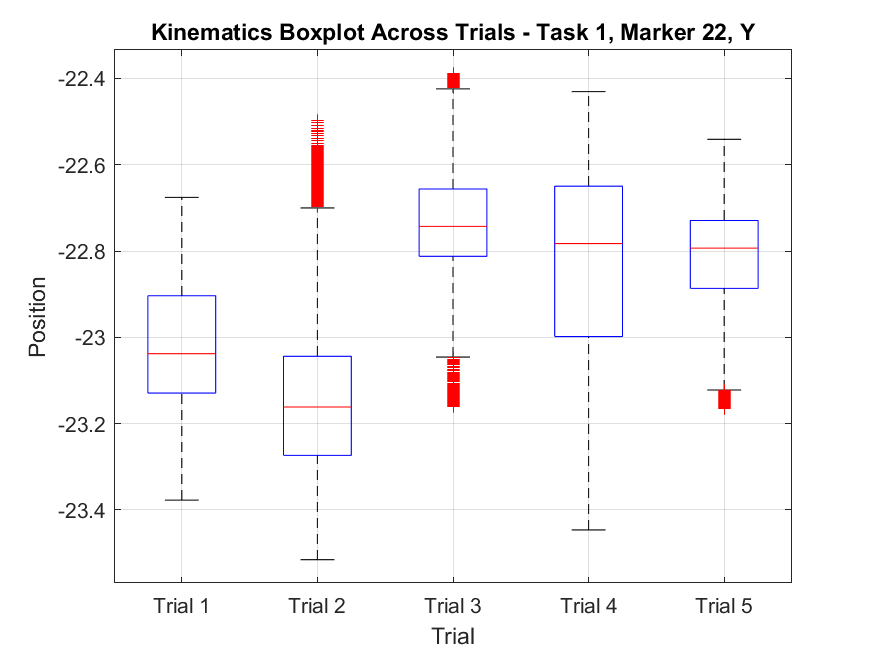 Kinematics Boxplot Across Trials - Task 1, Marker 22, Y
-22.4
-22.6
-22.8
-23
-23.2
-23.4
Position
Trial 1 Trial 2 Trial 3 Trial 4 Trial 5
Trial